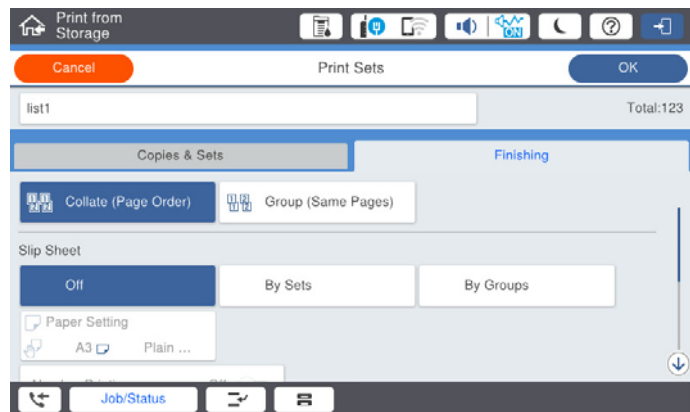 Print from
Storage
ON
?
Cancel
Print Sets
OK
list1
Total:123
Copies & Sets
Finishing
Collate (Page Order)
Group (Same Pages)
Slip Sheet
Off
By Sets
By Groups
Paper Setting
A3
Plain ...
Job/Status